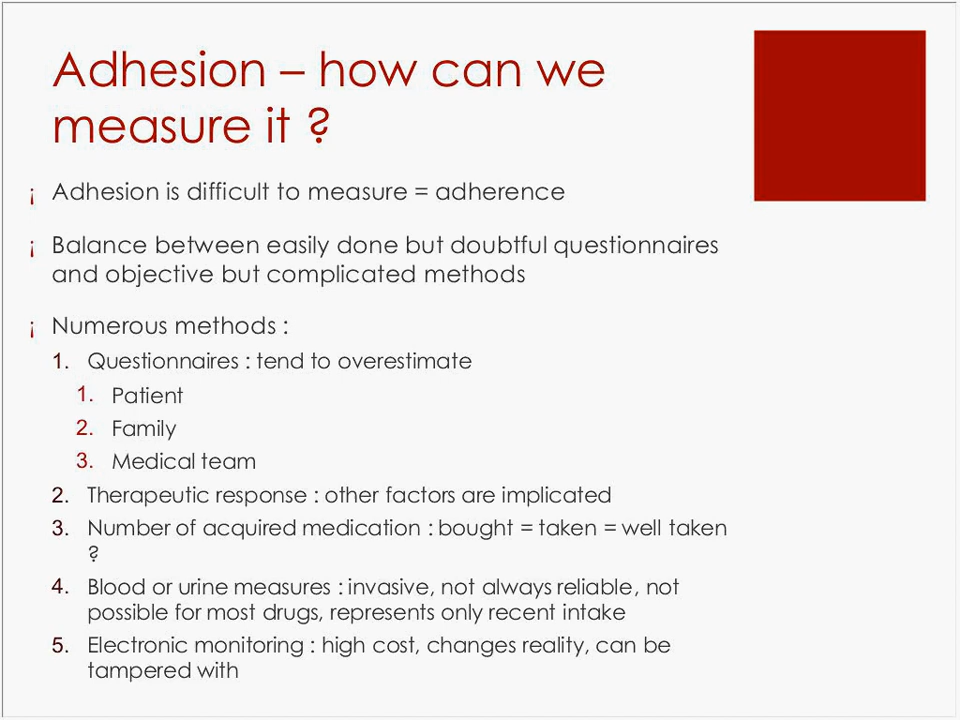 Adhesion – how can we
measure it ?
¡ Adhesion is difficult to measure = adherence
¡ Balance between easily done but doubtful questionnaires
and objective but complicated methods
¡ Numerous methods :
1. Questionnaires : tend to overestimate
1. Patient
2. Family
3. Medical team
2. Therapeutic response : other factors are implicated
3. Number of acquired medication : bought = taken = well taken
?
4. Blood or urine measures : invasive, not always reliable, not
possible for most drugs, represents only recent intake
5. Electronic monitoring : high cost, changes reality, can be
tampered with